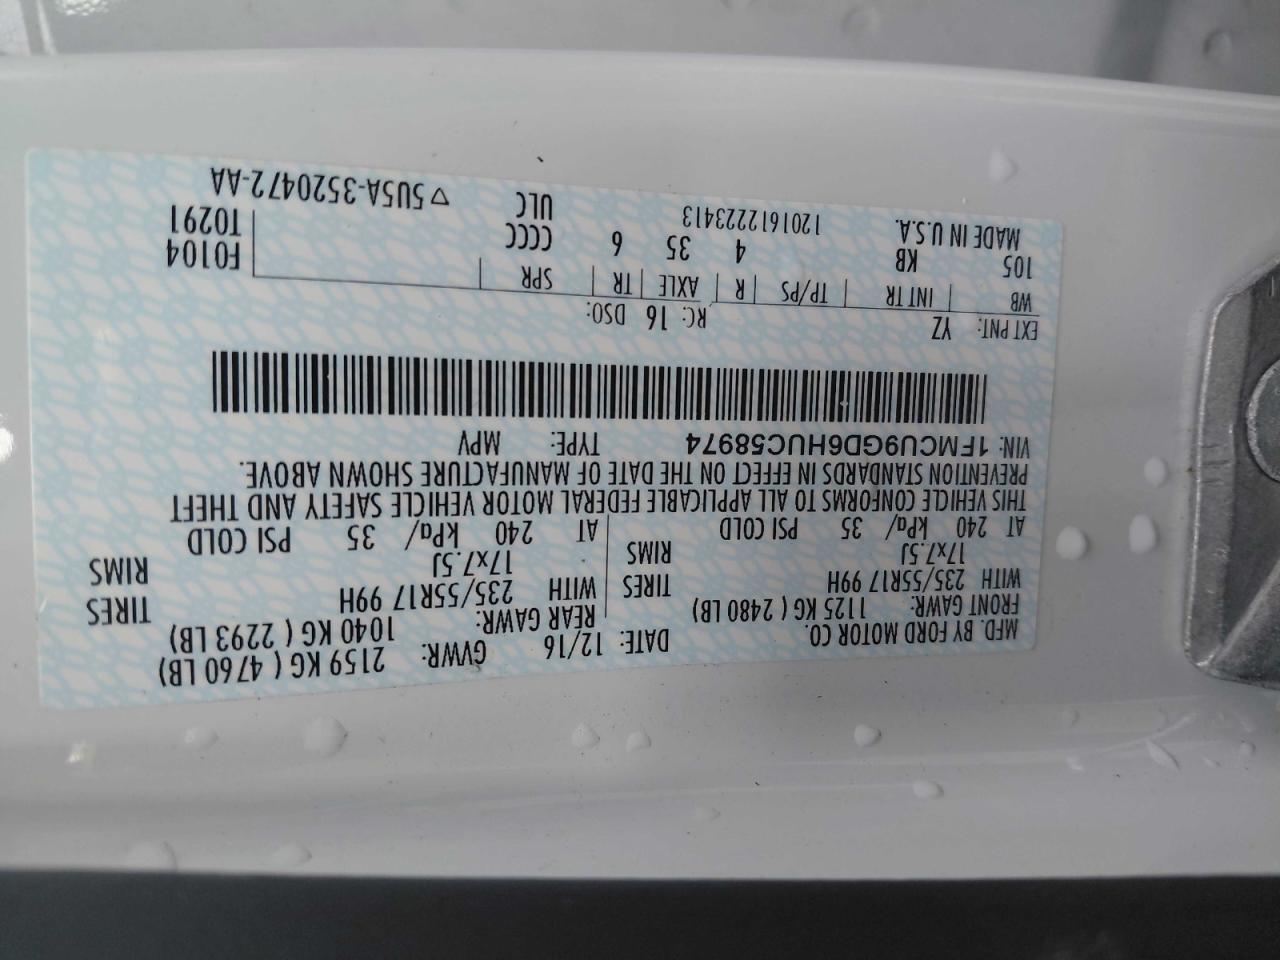 MFD. BY FORD MOTOR CO. DATE: 12/16 GVWR: 2159 KG ( 4760 LB)
FRONT GAWR: 1125 KG ( 2480 LB) REAR GAWR: 1040 KG ( 2293 LB)
WITH 235/55R17 99H TIRES WITH 235/55R17 99H TIRES
17x7.5J RIMS 17x7.5J RIMS
AT 240 kPa/ 35 PSI COLD AT 240 kPa/ 35 PSI COLD
THIS VEHICLE CONFORMS TO ALL APPLICABLE FEDERAL MOTOR VEHICLE SAFETY AND THEFT
PREVENTION STANDARDS IN EFFECT ON THE DATE OF MANUFACTURE SHOWN ABOVE.
VIN: 1FMCU9GD6HUC58974 TYPE: MPV
EXT PNT: YZ RC: 16 DSO:
WB INT TR TP/PS R AXLE TR SPR F0104
105 KB 4 35 6 CCCC T0291
MADE IN U.S.A. 1201612223413 ULC ▽5U5A-3520472-AA